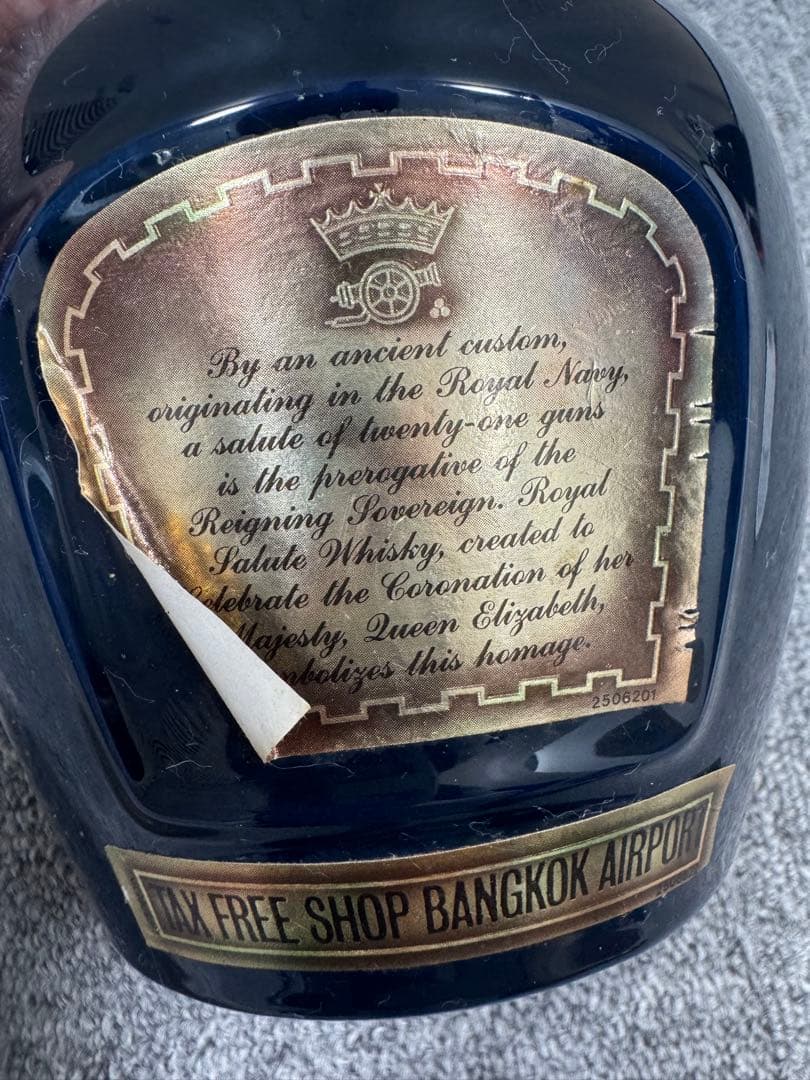 By an ancient custom,
originating in the Royal Navy,
a salute of twenty-one guns
is the prerogative of the
Reigning Sovereign. Royal
Salute Whisky, created to
Celebrate the Coronation of her
Majesty, Queen Elizabeth,
mbolizes this homage.
2506201
TAX FREE SHOP BANGKOK AIRPORT